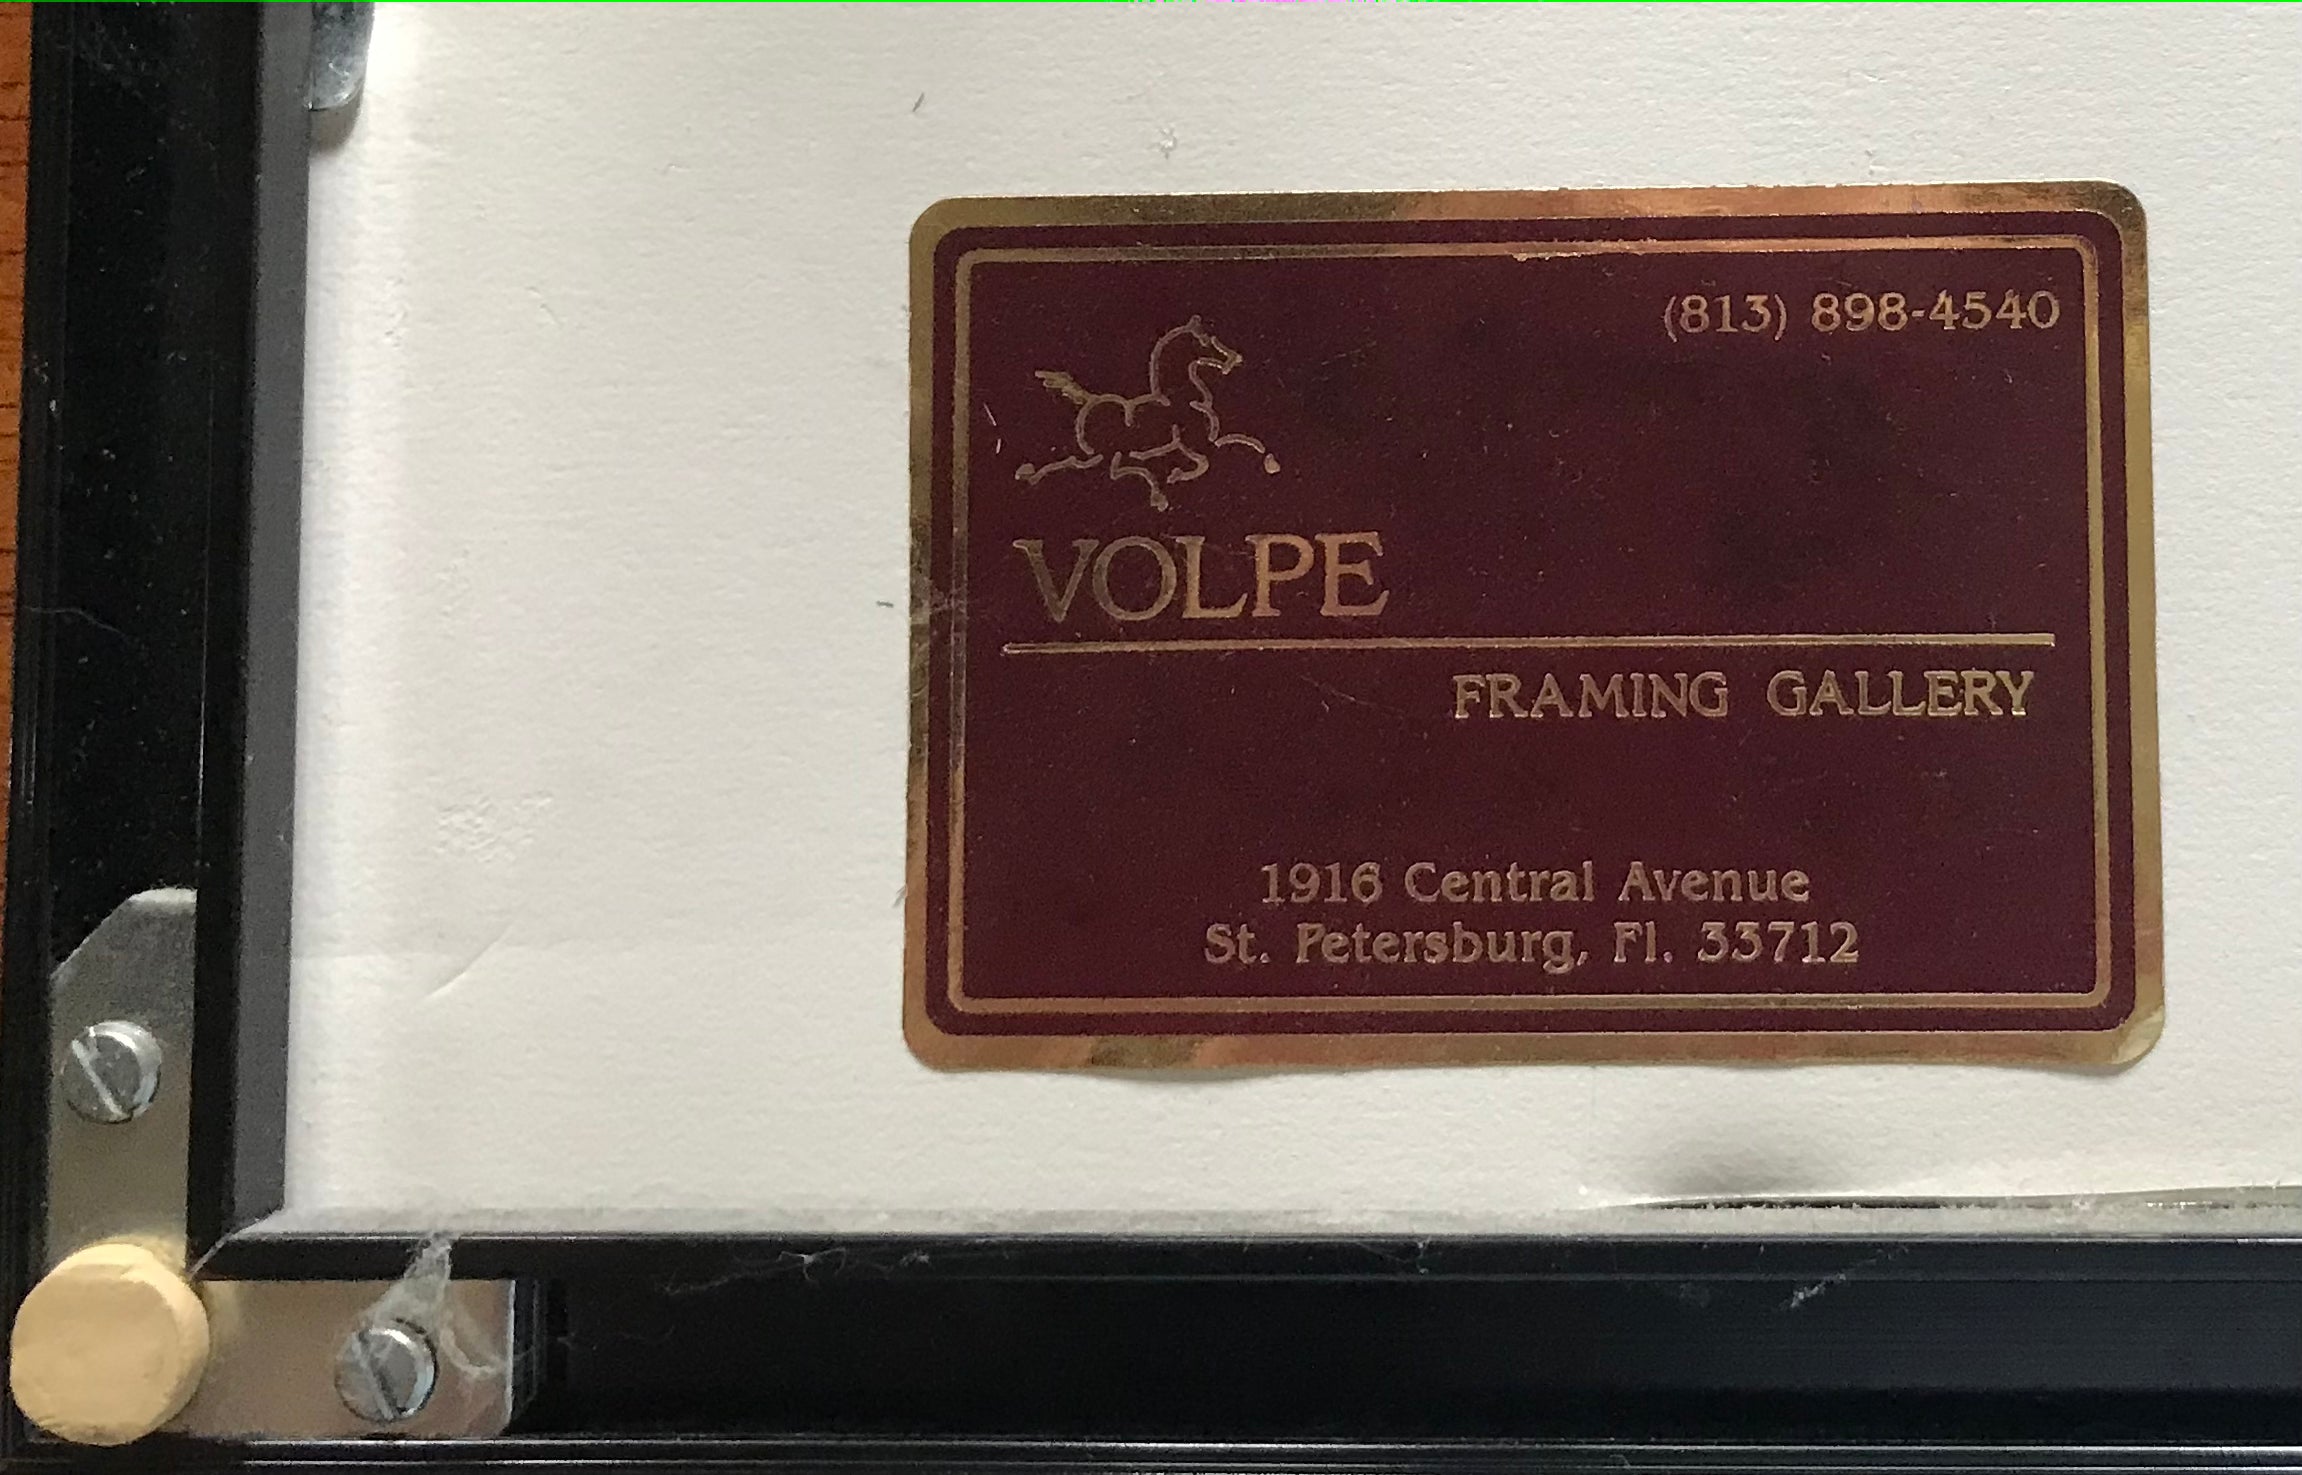 (813) 898-4540
VOLPE
FRAMING GALLERY
1916 Central Avenue
St. Petersburg, Fl. 33712